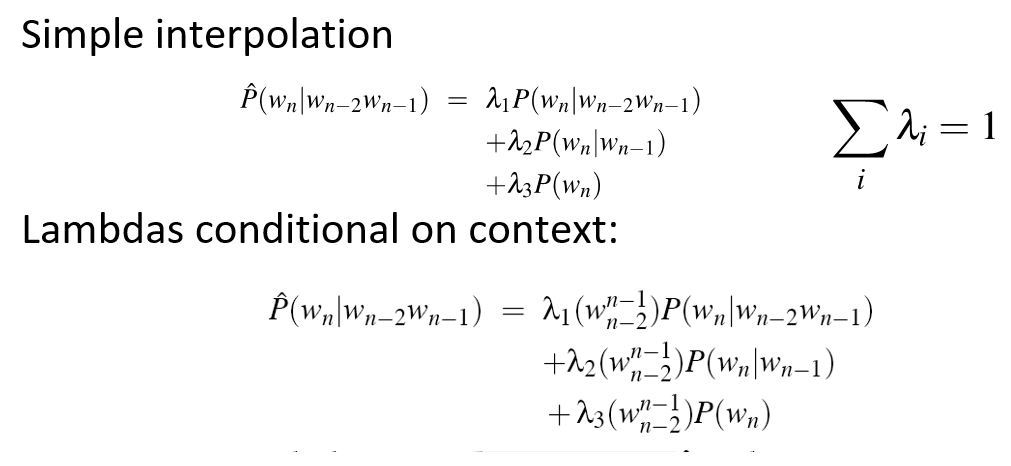 Simple interpolation
P̂(wₙ|wₙ₋₂wₙ₋₁) = λ₁P(wₙ|wₙ₋₂wₙ₋₁)
+λ₂P(wₙ|wₙ₋₁)
+λ₃P(wₙ)
∑ᵢ λᵢ = 1
Lambdas conditional on context:
P̂(wₙ|wₙ₋₂wₙ₋₁) = λ₁(wₙ₋₂ⁿ⁻¹)P(wₙ|wₙ₋₂wₙ₋₁)
+λ₂(wₙ₋₂ⁿ⁻¹)P(wₙ|wₙ₋₁)
+λ₃(wₙ₋₂ⁿ⁻¹)P(wₙ)